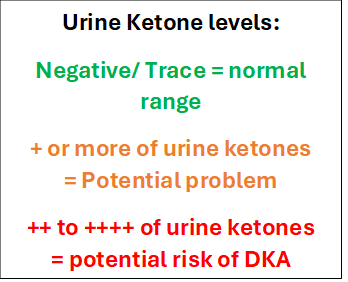 Urine Ketone levels:
Negative/ Trace = normal
range
+ or more of urine ketones
= Potential problem
++ to ++++ of urine ketones
= potential risk of DKA